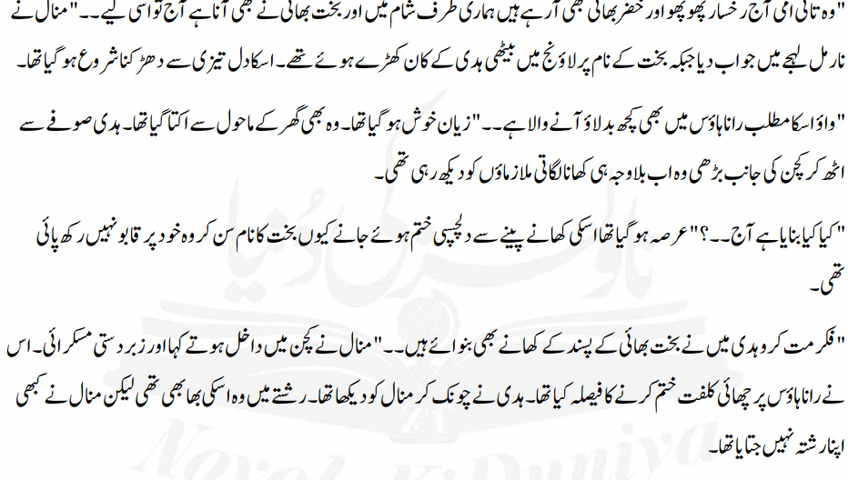 "وہ تائی امی آج رخسار پھوپھو اور خضر بھائی بھی آرہے ہیں ہماری طرف شام میں اور بخت بھائی نے بھی آنا ہے آج تو اسی لیے۔۔" منال نے
نارمل لہجے میں جواب دیا جبکہ بخت کے نام پر لاؤنج میں بیٹھی ہدی کے کان کھڑے ہوئے تھے۔ اسکا دل تیزی سے دھڑکنا شروع ہو گیا تھا۔
"واؤ اسکا مطلب رانا ہاؤس میں بھی کچھ بدلاؤ آنے والا ہے۔۔" زیان خوش ہو گیا تھا۔ وہ بھی گھر کے ماحول سے اکتا گیا تھا۔ ہدی صوفے سے
اٹھ کر کچن کی جانب بڑھی وہ اب بلاوجہ ہی کھانا لگاتی ملازماؤں کو دیکھ رہی تھی۔
"کیا کیا بنایا ہے آج۔۔؟" عرصہ ہو گیا تھا اسکی کھانے پینے سے دلچسپی ختم ہوئے جانے کیوں بخت کا نام سن کر وہ خود پر قابو نہیں رکھ پائی
تھی۔
"فکر مت کرو ہدی میں نے بخت بھائی کے پسند کے کھانے بھی بنوائے ہیں۔۔" منال نے کچن میں داخل ہوتے کہا اور زبردستی مسکرائی۔ اس
نے رانا ہاؤس پر چھائی کلفت ختم کرنے کا فیصلہ کیا تھا۔ ہدی نے چونک کر منال کو دیکھا تھا۔ رشتے میں وہ اسکی بھابھی تھی لیکن منال نے کبھی
اپنا رشتہ نہیں جتایا تھا۔
ناولز کی دُنیا
Novels Ki Duniya